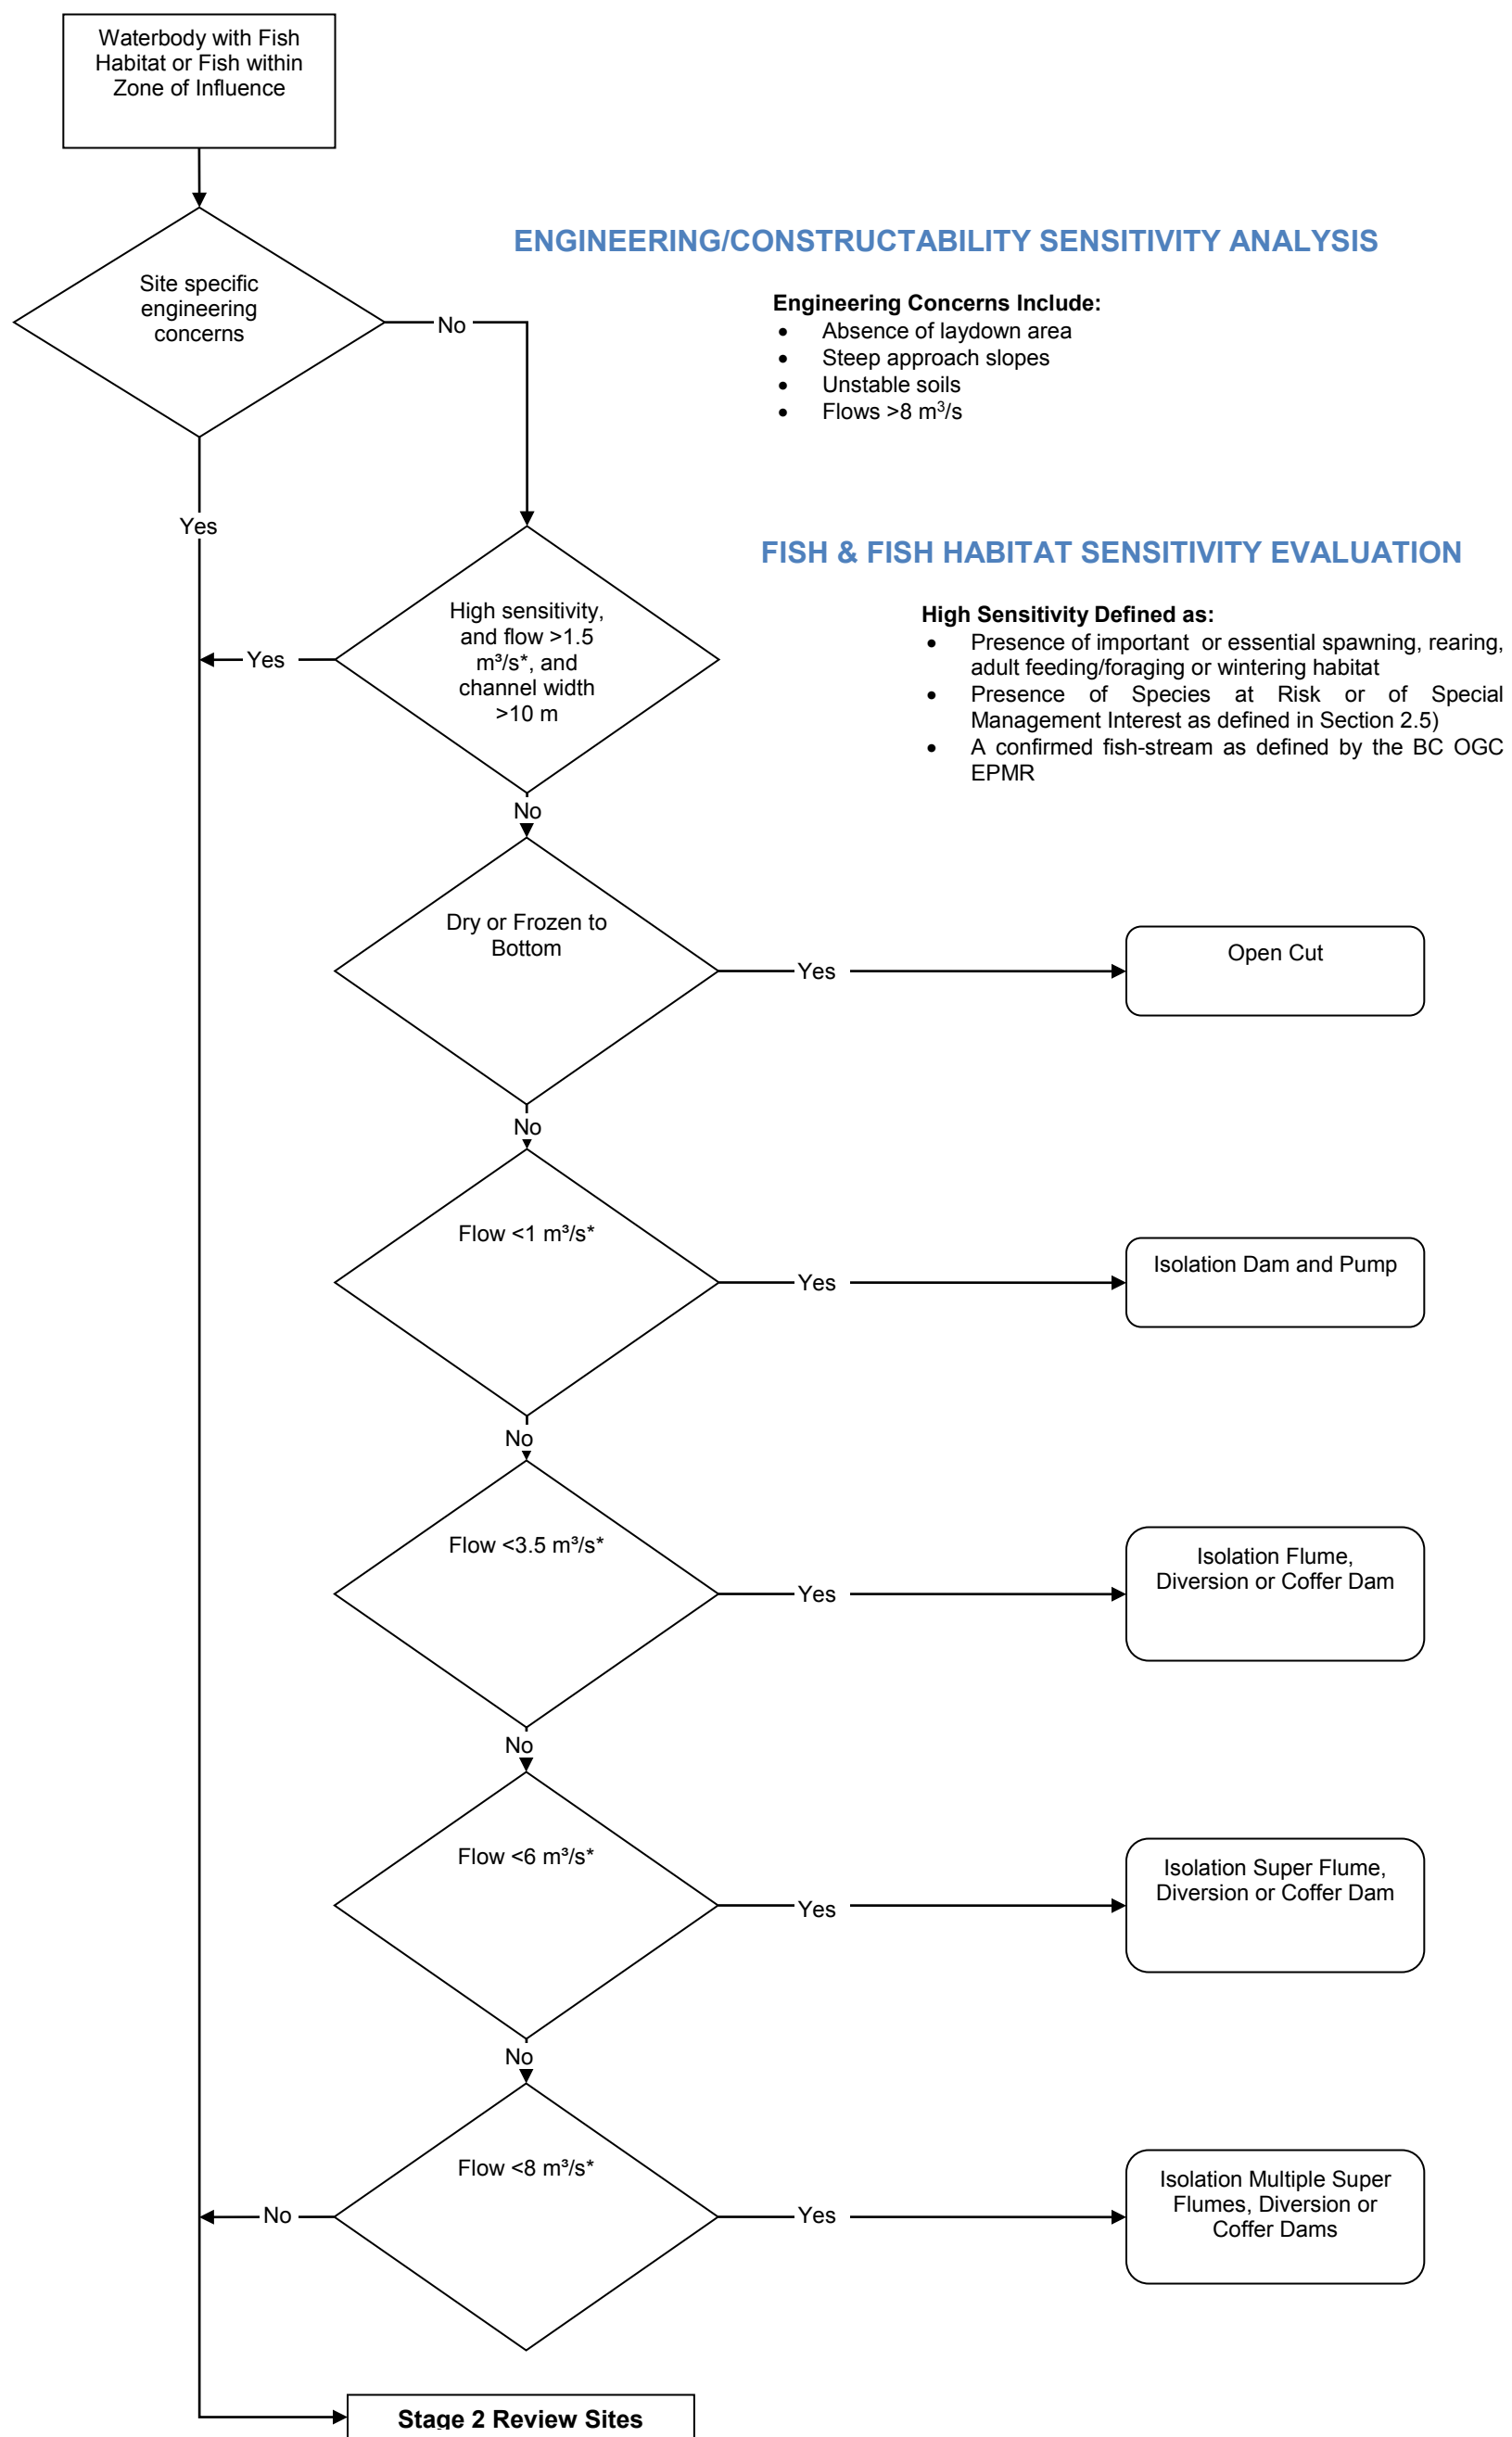 Waterbody with Fish
Habitat or Fish within
Zone of Influence
ENGINEERING/CONSTRUCTABILITY SENSITIVITY ANALYSIS
Site specific
engineering
concerns
No
Engineering Concerns Include:
• Absence of laydown area
• Steep approach slopes
• Unstable soils
• Flows >8 m³/s
Yes
FISH & FISH HABITAT SENSITIVITY EVALUATION
High sensitivity,
and flow >1.5
m³/s*, and
channel width
>10 m
Yes
High Sensitivity Defined as:
• Presence of important or essential spawning, rearing,
adult feeding/foraging or wintering habitat
• Presence of Species at Risk or of Special
Management Interest as defined in Section 2.5)
• A confirmed fish-stream as defined by the BC OGC
EPMR
No
Dry or Frozen to
Bottom
Yes
Open Cut
No
Flow <1 m³/s*
Yes
Isolation Dam and Pump
No
Flow <3.5 m³/s*
Yes
Isolation Flume,
Diversion or Coffer Dam
No
Flow <6 m³/s*
Yes
Isolation Super Flume,
Diversion or Coffer Dam
No
Flow <8 m³/s*
No
Yes
Isolation Multiple Super
Flumes, Diversion or
Coffer Dams
Stage 2 Review Sites